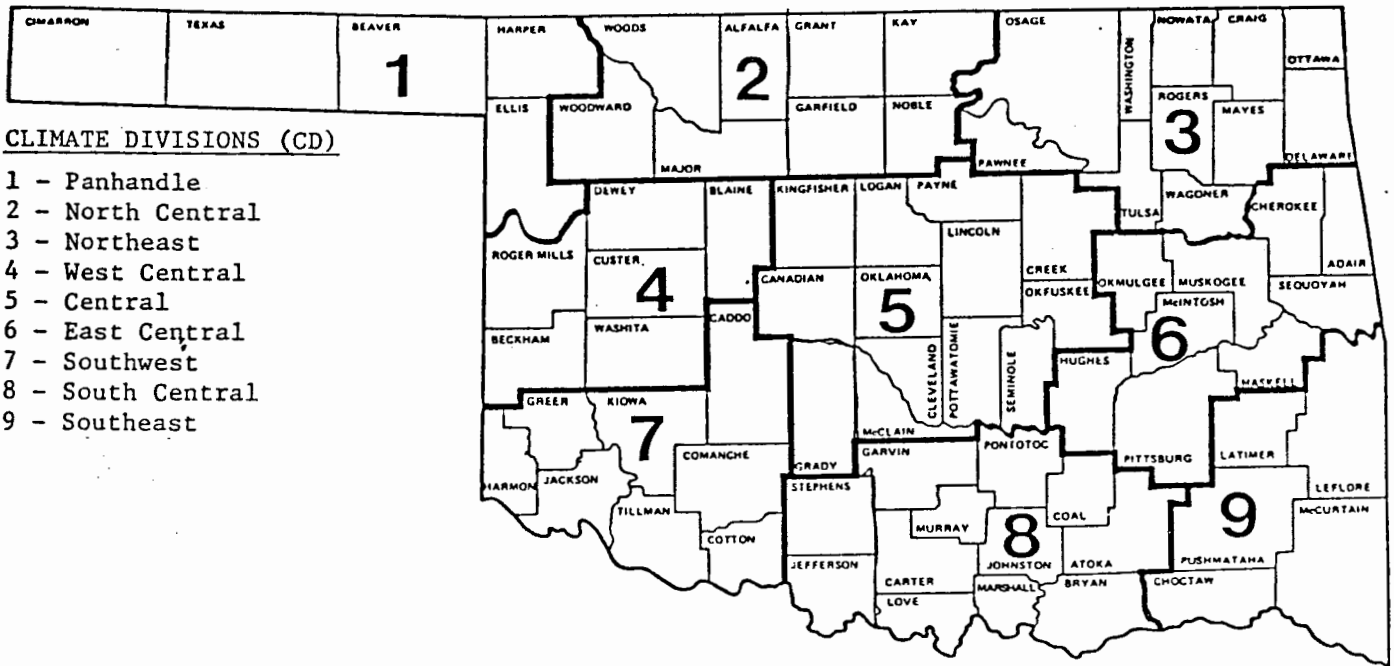 CIMARRON
TEXAS
BEAVER
HARPER
WOODS
ALFALFA
GRANT
KAY
OSAGE
WASHINGTON
NOWATA
CRAIG
OTTAWA
1
2
3
ELLIS
WOODWARD
GARFIELD
NOBLE
ROGERS
MAYES
MAJOR
PAWNEE
DELAWARE
CLIMATE DIVISIONS (CD)
1 - Panhandle
2 - North Central
3 - Northeast
4 - West Central
5 - Central
6 - East Central
7 - Southwest
8 - South Central
9 - Southeast
DEWEY
BLAINE
KINGFISHER
LOGAN
PAYNE
TULSA
WAGONER
CHEROKEE
LINCOLN
ROGER MILLS
CUSTER
4
CANADIAN
OKLAHOMA
5
CREEK
OKMULGEE
MUSKOGEE
ADAIR
SEQUOYAH
OKFUSKEE
McINTOSH
6
BECKHAM
WASHITA
CADDO
CLEVELAND
POTTAWATOMIE
SEMINOLE
HUGHES
HASKELL
GREER
KIOWA
7
McCLAIN
GARVIN
PONTOTOC
PITTSBURG
LATIMER
COMANCHE
GRADY
HARMON
JACKSON
STEPHENS
LEFLORE
TILLMAN
McCURTAIN
COTTON
MURRAY
8
COAL
9
JEFFERSON
JOHNSTON
ATOKA
PUSHMATAHA
CARTER
MARSHALL
BRYAN
CHOCTAW
LOVE